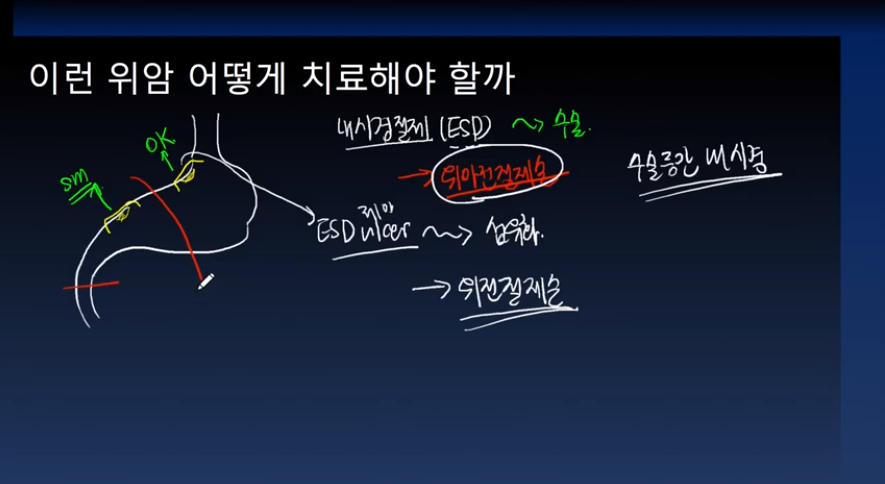 이런 위암 어떻게 치료해야 할까
OK
sm
내시경절제 (ESD) 수술.
위아전절제술
수술중간 내시경
ESD ulcer 섬유화.
위전절제술